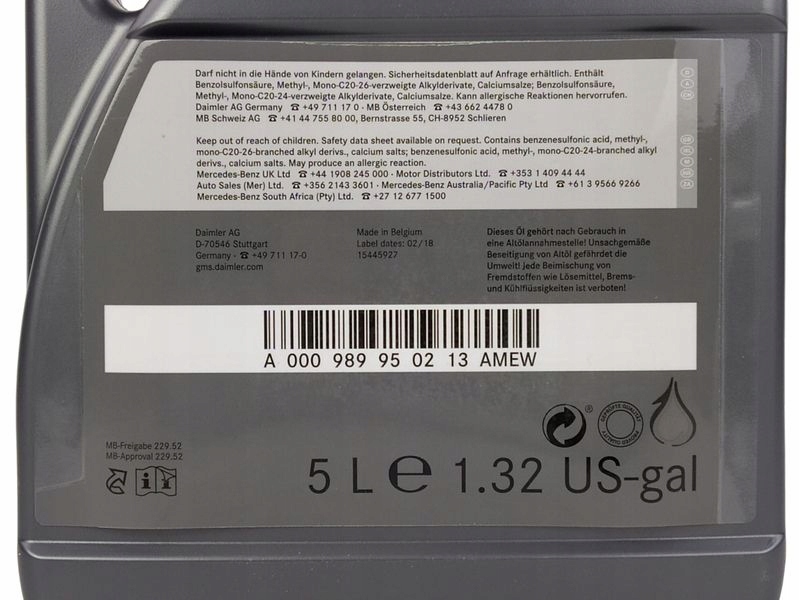 Darf nicht in die Hände von Kindern gelangen. Sicherheitsdatenblatt auf Anfrage erhältlich. Enthält
Benzolsulfonsäure, Methyl-, Mono-C20-26-verzweigte Alkylderivate, Calciumsalze; Benzolsulfonsäure,
Methyl-, Mono-C20-24-verzweigte Alkylderivate, Calciumsalze. Kann allergische Reaktionen hervorrufen.
Daimler AG Germany ☎ +49 7 11 17 0 · MB Österreich ☎ +43 662 4478 0
MB Schweiz AG ☎ +41 44 755 80 00, Bernstrasse 55, CH-8952 Schlieren
Keep out of reach of children. Safety data sheet available on request. Contains benzenesulfonic acid, methyl-,
mono-C20-26-branched alkyl derivs., calcium salts; benzenesulfonic acid, methyl-, mono-C20-24-branched alkyl
derivs., calcium salts. May produce an allergic reaction.
Mercedes-Benz UK Ltd ☎ +44 1908 245 000 · Motor Distributors Ltd. ☎ +353 1 409 44 44
Auto Sales (Mer) Ltd. ☎ +356 2143 3601 · Mercedes-Benz Australia/Pacific Pty Ltd ☎ +61 3 9566 9266
Mercedes-Benz South Africa (Pty) Ltd. ☎ +27 12 677 1500
Daimler AG
D-70546 Stuttgart
Germany · ☎ +49 7 11 17-0
gms.daimler.com
Made in Belgium
Label dates: 02/18
15445927
Dieses Öl gehört nach Gebrauch in
eine Altölannahmestelle! Unsachgemäße
Beseitigung von Altöl gefährdet die
Umwelt! jede Beimischung von
Fremdstoffen wie Lösemittel, Brems-
und Kühlflüssigkeiten ist verboten!
A 000 989 95 02 13 AMEW
®
GEPRÜFTE QUALITÄT
PROVED QUALITY
MB-Freigabe 229.52
MB-Approval 229.52
5 L ℮ 1.32 US-gal